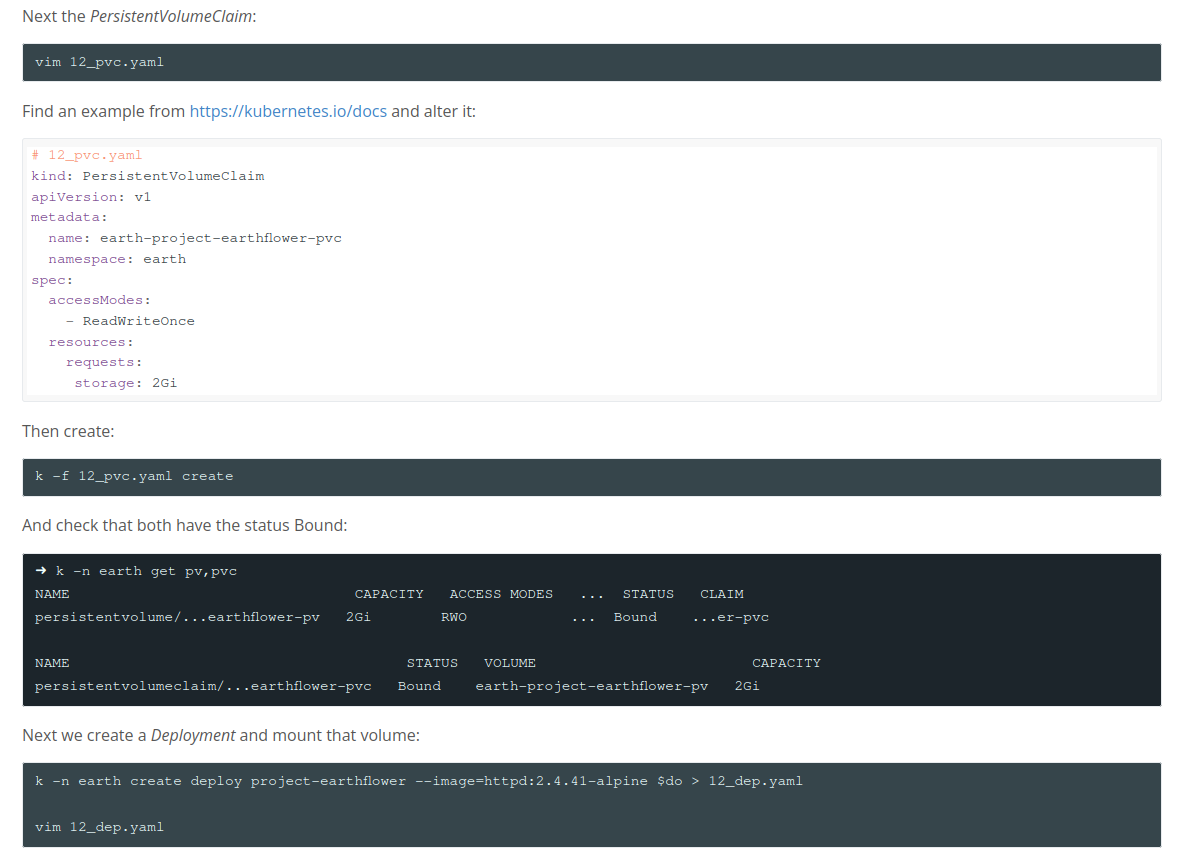 Next the PersistentVolumeClaim:
vim 12_pvc.yaml
Find an example from https://kubernetes.io/docs and alter it:
# 12_pvc.yaml
kind: PersistentVolumeClaim
apiVersion: v1
metadata:
  name: earth-project-earthflower-pvc
  namespace: earth
spec:
  accessModes:
    - ReadWriteOnce
  resources:
    requests:
     storage: 2Gi
Then create:
k -f 12_pvc.yaml create
And check that both have the status Bound:
➜ k -n earth get pv,pvc
NAME                                 CAPACITY   ACCESS MODES   ...  STATUS   CLAIM
persistentvolume/...earthflower-pv   2Gi        RWO            ...  Bound    ...er-pvc
NAME                                       STATUS   VOLUME                         CAPACITY
persistentvolumeclaim/...earthflower-pvc   Bound    earth-project-earthflower-pv   2Gi
Next we create a Deployment and mount that volume:
k -n earth create deploy project-earthflower --image=httpd:2.4.41-alpine $do > 12_dep.yaml
vim 12_dep.yaml